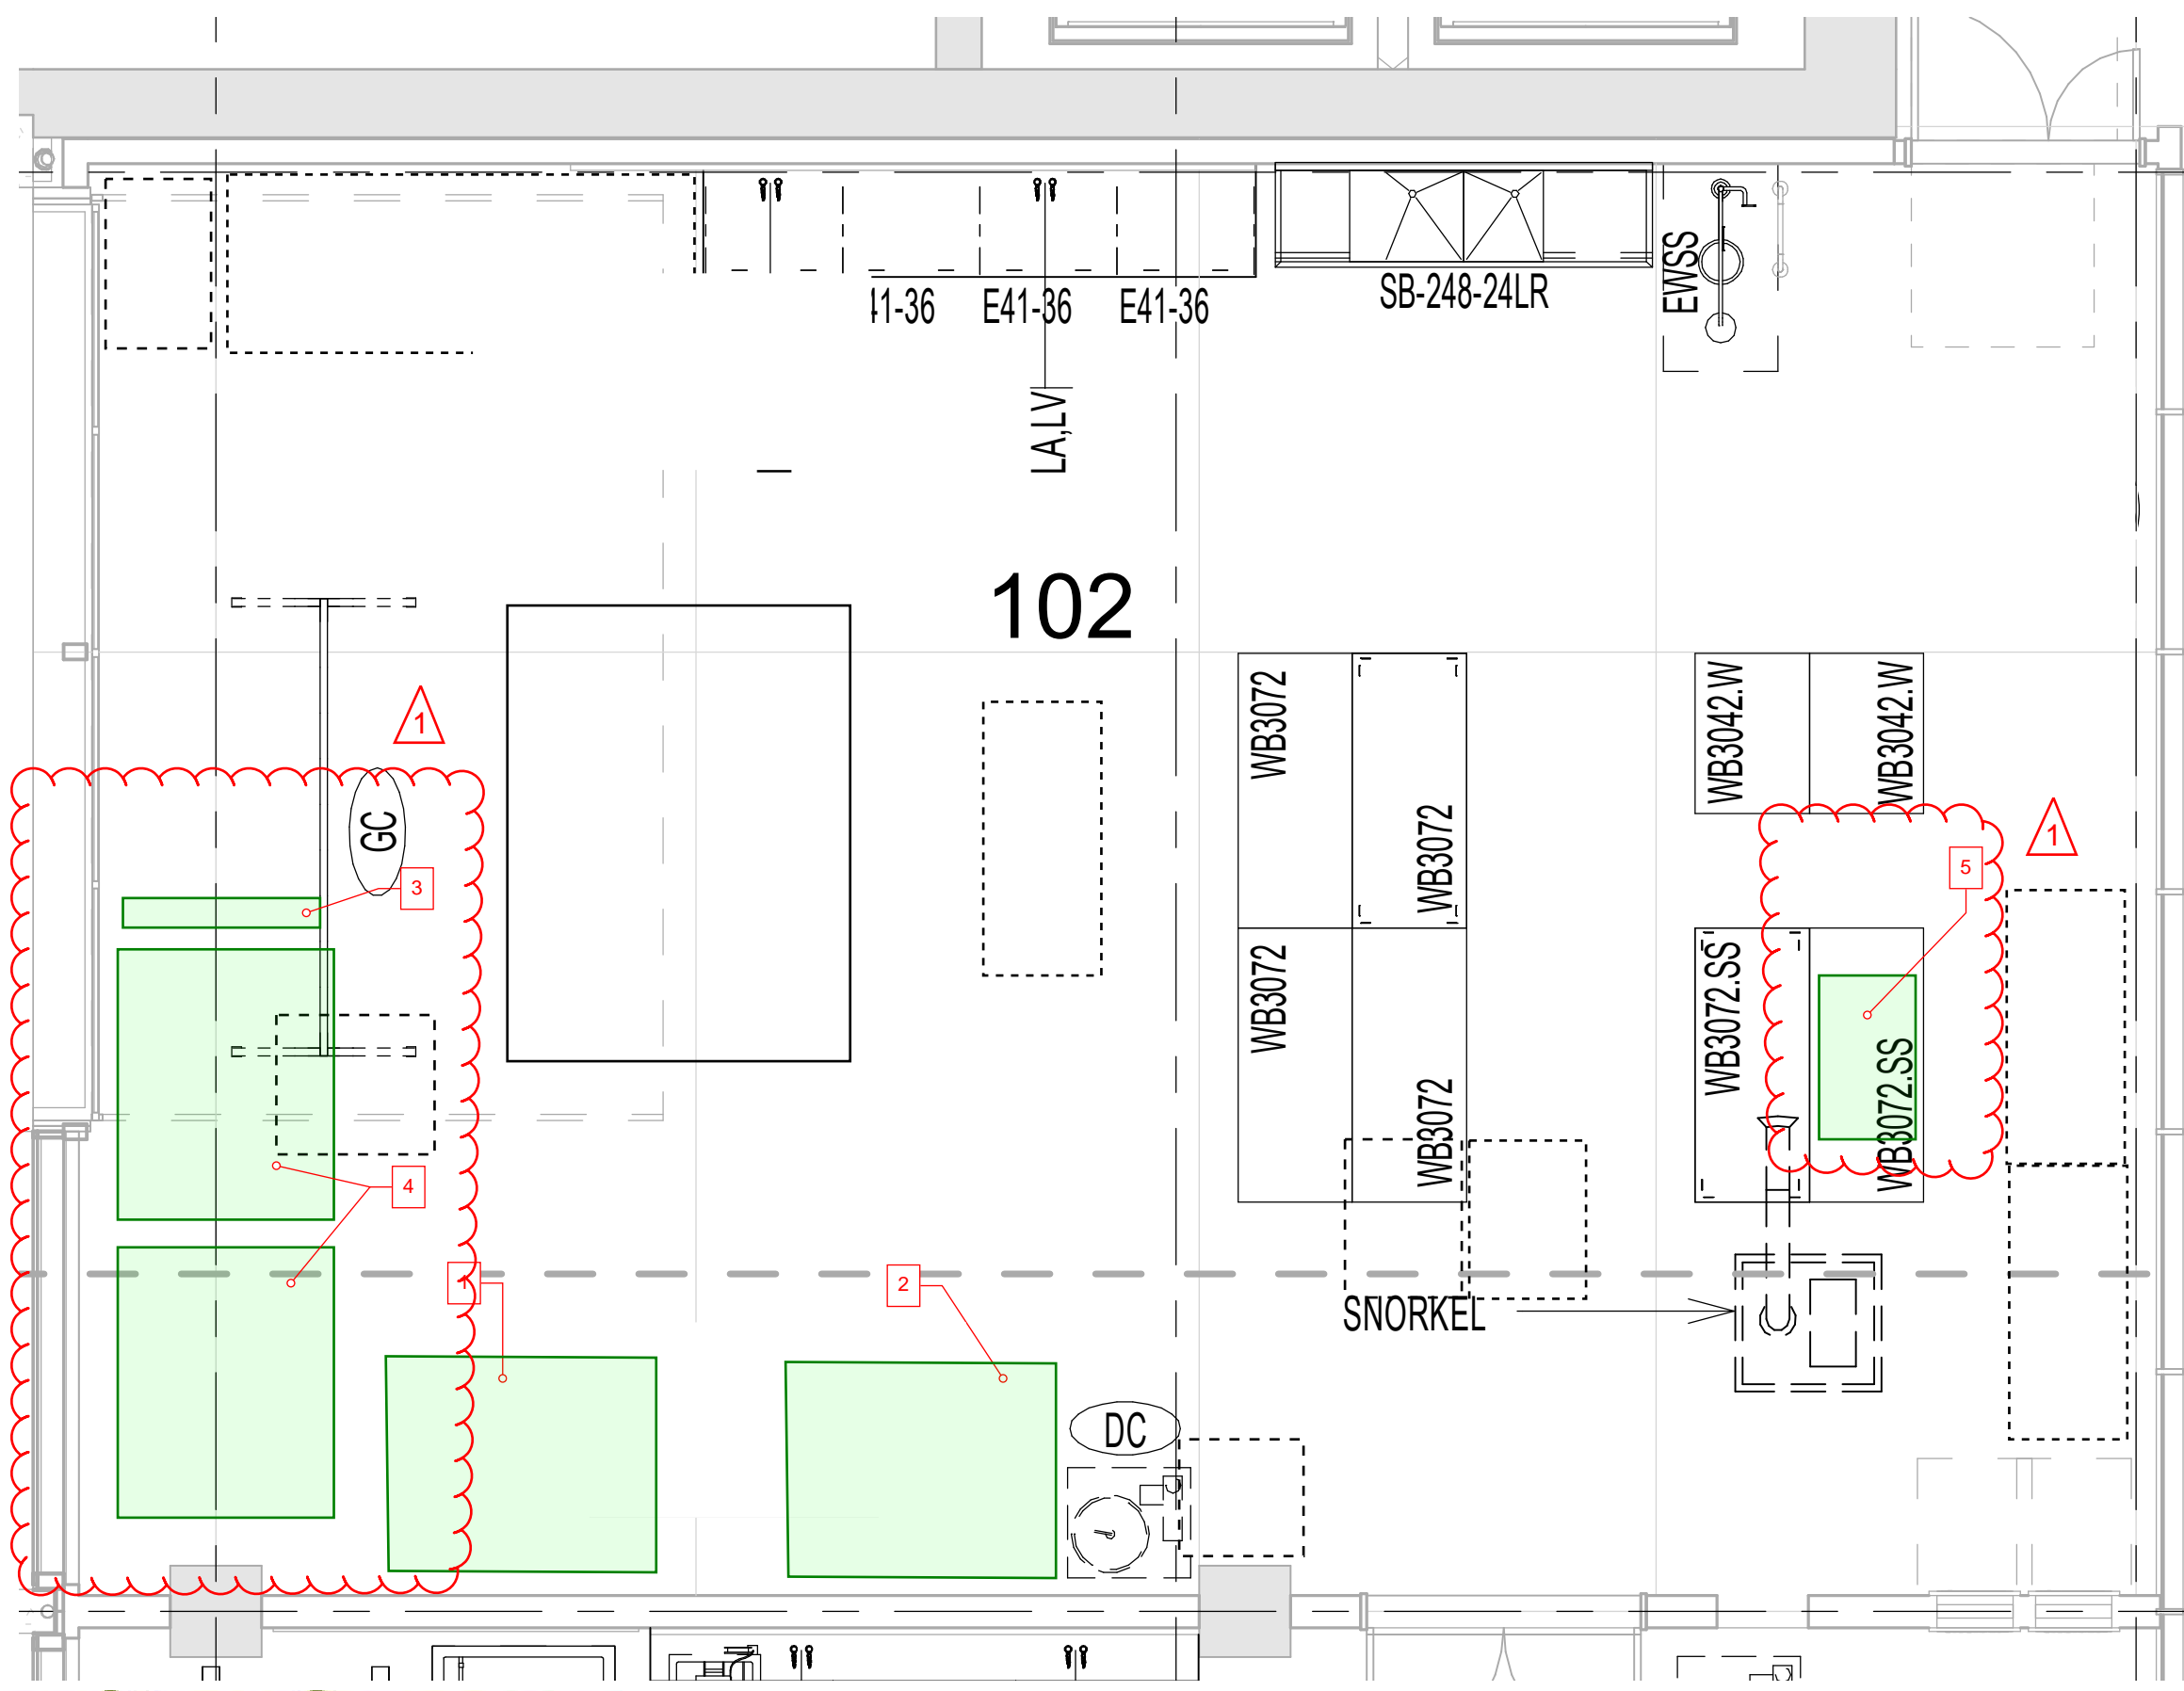 E41-36
E41-36
SB-248-24LR
EWSS
LA,LV
102
1
GC
3
WB3072
WB3072
WB3042.W
WB3042.W
1
5
WB3072
WB3072
WB3072.SS
WB3072.SS
4
1
2
SNORKEL
DC